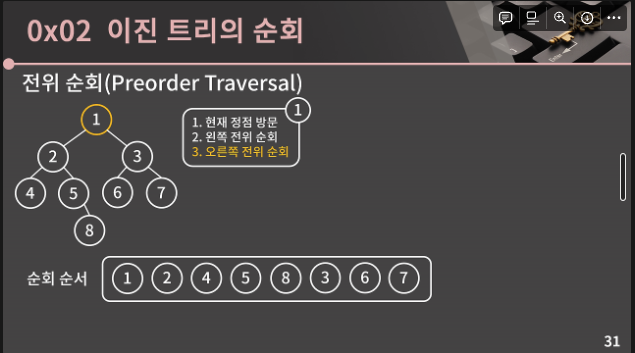 0x02 이진 트리의 순회
전위 순회(Preorder Traversal)
1
1
1. 현재 정점 방문
2. 왼쪽 전위 순회
3. 오른쪽 전위 순회
2 3
4 5 6 7
8
순회 순서 1 2 4 5 8 3 6 7
31